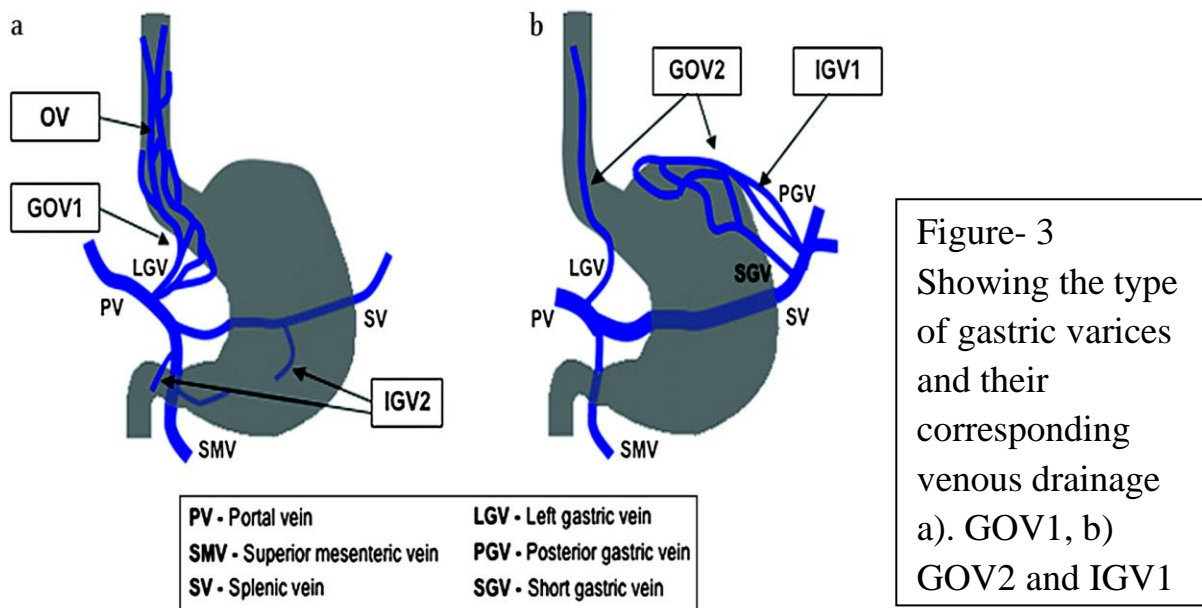 a
OV
GOV1
LGV
PV
SV
IGV2
SMV
b
GOV2
IGV1
PGV
LGV
SGV
PV
SV
SMV
PV - Portal vein
SMV - Superior mesenteric vein
SV - Splenic vein
LGV - Left gastric vein
PGV - Posterior gastric vein
SGV - Short gastric vein
Figure- 3
Showing the type
of gastric varices
and their
corresponding
venous drainage
a). GOV1, b)
GOV2 and IGV1